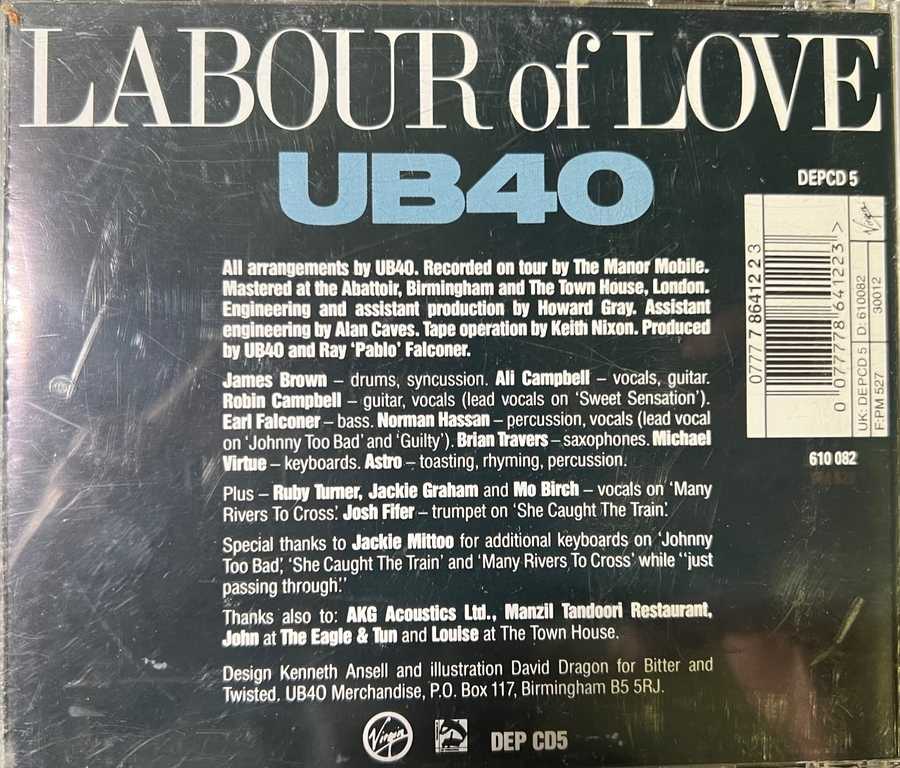 LABOUR of LOVE
UB40
DEPCD 5
All arrangements by UB40. Recorded on tour by The Manor Mobile.
Mastered at the Abattoir, Birmingham and The Town House, London.
Engineering and assistant production by Howard Gray. Assistant
engineering by Alan Caves. Tape operation by Keith Nixon. Produced
by UB40 and Ray ‘Pablo’ Falconer.
James Brown – drums, syncussion. Ali Campbell – vocals, guitar.
Robin Campbell – guitar, vocals (lead vocals on ‘Sweet Sensation’).
Earl Falconer – bass. Norman Hassan – percussion, vocals (lead vocal
on ‘Johnny Too Bad’ and ‘Guilty’). Brian Travers – saxophones. Michael
Virtue – keyboards. Astro – toasting, rhyming, percussion.
Plus – Ruby Turner, Jackie Graham and Mo Birch – vocals on ‘Many
Rivers To Cross’. Josh Fifer – trumpet on ‘She Caught The Train’.
Special thanks to Jackie Mittoo for additional keyboards on ‘Johnny
Too Bad’, ‘She Caught The Train’ and ‘Many Rivers To Cross’ while “just
passing through.”
Thanks also to: AKG Acoustics Ltd., Manzil Tandoori Restaurant,
John at The Eagle & Tun and Louise at The Town House.
Design Kenneth Ansell and illustration David Dragon for Bitter and
Twisted. UB40 Merchandise, P.O. Box 117, Birmingham B5 5RJ.
0777 7 86412 2 3
0 077778 641223 >
Virgin
UK: DEPCD 5 D: 610082
F: PM 527 30012
610 082
Virgin
DEP CD5